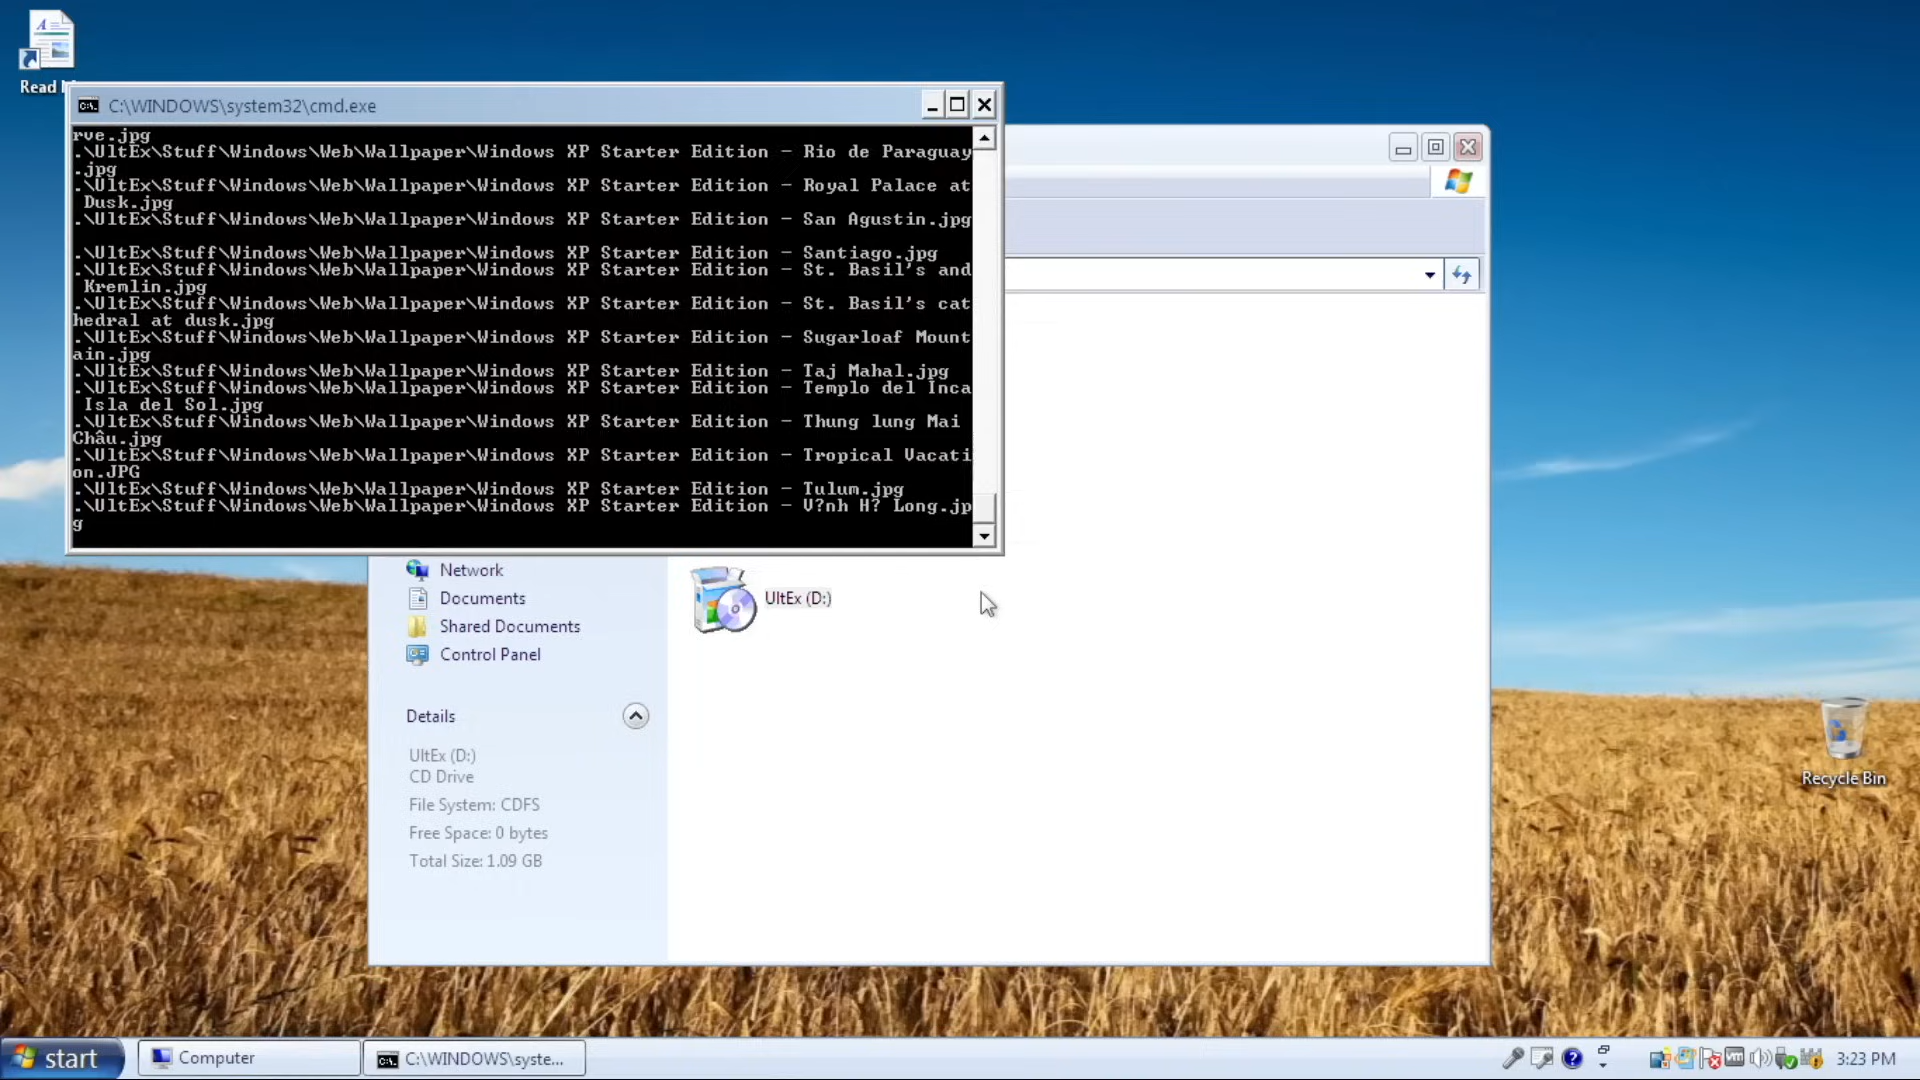 Read
C:\WINDOWS\system32\cmd.exe
rve.jpg
.\UltEx\Stuff\Windows\Web\Wallpaper\Windows XP Starter Edition - Rio de Paraguay
.jpg
.\UltEx\Stuff\Windows\Web\Wallpaper\Windows XP Starter Edition - Royal Palace at
Dusk.jpg
.\UltEx\Stuff\Windows\Web\Wallpaper\Windows XP Starter Edition - San Agustin.jpg
.\UltEx\Stuff\Windows\Web\Wallpaper\Windows XP Starter Edition - Santiago.jpg
.\UltEx\Stuff\Windows\Web\Wallpaper\Windows XP Starter Edition - St. Basil's and
Kremlin.jpg
.\UltEx\Stuff\Windows\Web\Wallpaper\Windows XP Starter Edition - St. Basil's cat
hedral at dusk.jpg
.\UltEx\Stuff\Windows\Web\Wallpaper\Windows XP Starter Edition - Sugarloaf Mount
ain.jpg
.\UltEx\Stuff\Windows\Web\Wallpaper\Windows XP Starter Edition - Taj Mahal.jpg
.\UltEx\Stuff\Windows\Web\Wallpaper\Windows XP Starter Edition - Templo del Inca
Isla del Sol.jpg
.\UltEx\Stuff\Windows\Web\Wallpaper\Windows XP Starter Edition - Thung lung Mai
Châu.jpg
.\UltEx\Stuff\Windows\Web\Wallpaper\Windows XP Starter Edition - Tropical Vacati
on.JPG
.\UltEx\Stuff\Windows\Web\Wallpaper\Windows XP Starter Edition - Tulum.jpg
.\UltEx\Stuff\Windows\Web\Wallpaper\Windows XP Starter Edition - V?nh H? Long.jp
g
Network
Documents
Shared Documents
Control Panel
UltEx (D:)
Details
UltEx (D:)
CD Drive
File System: CDFS
Free Space: 0 bytes
Total Size: 1.09 GB
Recycle Bin
start
Computer
C:\WINDOWS\syste...
vm
3:23 PM